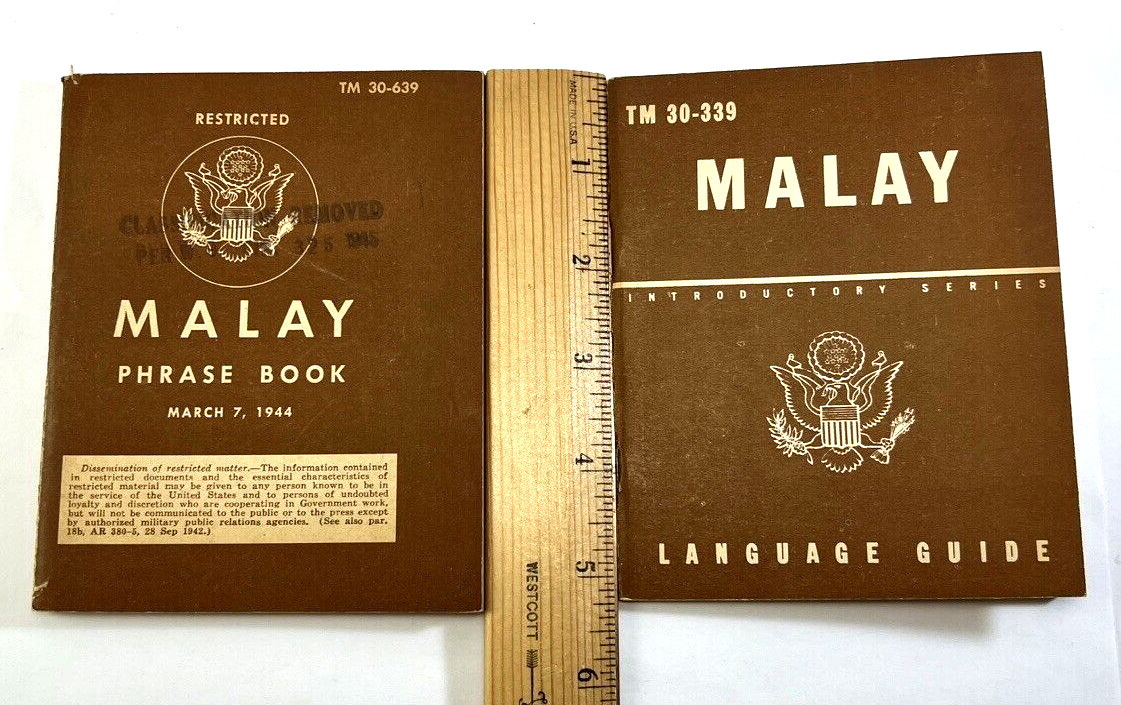 TM 30-639
RESTRICTED
REMOVED
1945
MALAY
PHRASE BOOK
MARCH 7, 1944
Dissemination of restricted matter.—The information contained
in restricted documents and the essential characteristics of
restricted material may be given to any person known to be in
the service of the United States and to persons of undoubted
loyalty and discretion who are cooperating in Government work,
but will not be communicated to the public or to the press except
by authorized military public relations agencies. (See also par.
18b, AR 380-5, 28 Sep 1942.)
MADE IN U.S.A.
1
2
3
4
5
6
WESTCOTT
TM 30-339
MALAY
INTRODUCTORY SERIES
LANGUAGE GUIDE